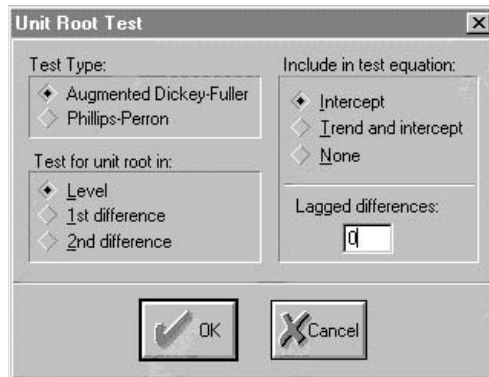 Unit Root Test
Test Type:
Augmented Dickey-Fuller
Phillips-Perron
Test for unit root in:
Level
1st difference
2nd difference
Include in test equation:
Intercept
Trend and intercept
None
Lagged differences:
0
OK
Cancel